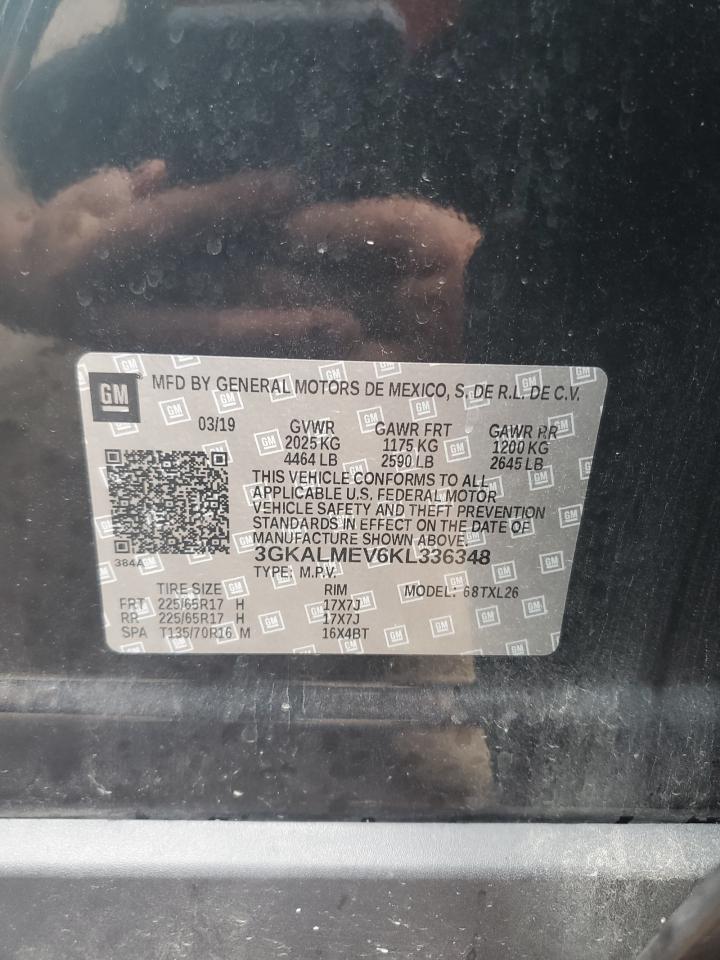 GM MFD BY GENERAL MOTORS DE MEXICO, S. DE R.L. DE C.V.
03/19 GVWR GAWR FRT GAWR RR
2025 KG 1175 KG 1200 KG
4464 LB 2590 LB 2645 LB
THIS VEHICLE CONFORMS TO ALL
APPLICABLE U.S. FEDERAL MOTOR
VEHICLE SAFETY AND THEFT PREVENTION
STANDARDS IN EFFECT ON THE DATE OF
MANUFACTURE SHOWN ABOVE.
384A 3GKALMEV6KL336348
TYPE: M.P.V.
TIRE SIZE RIM MODEL: 68TXL26
FRT 225/65R17 H 17X7J
RR 225/65R17 H 17X7J
SPA T135/70R16 M 16X4BT